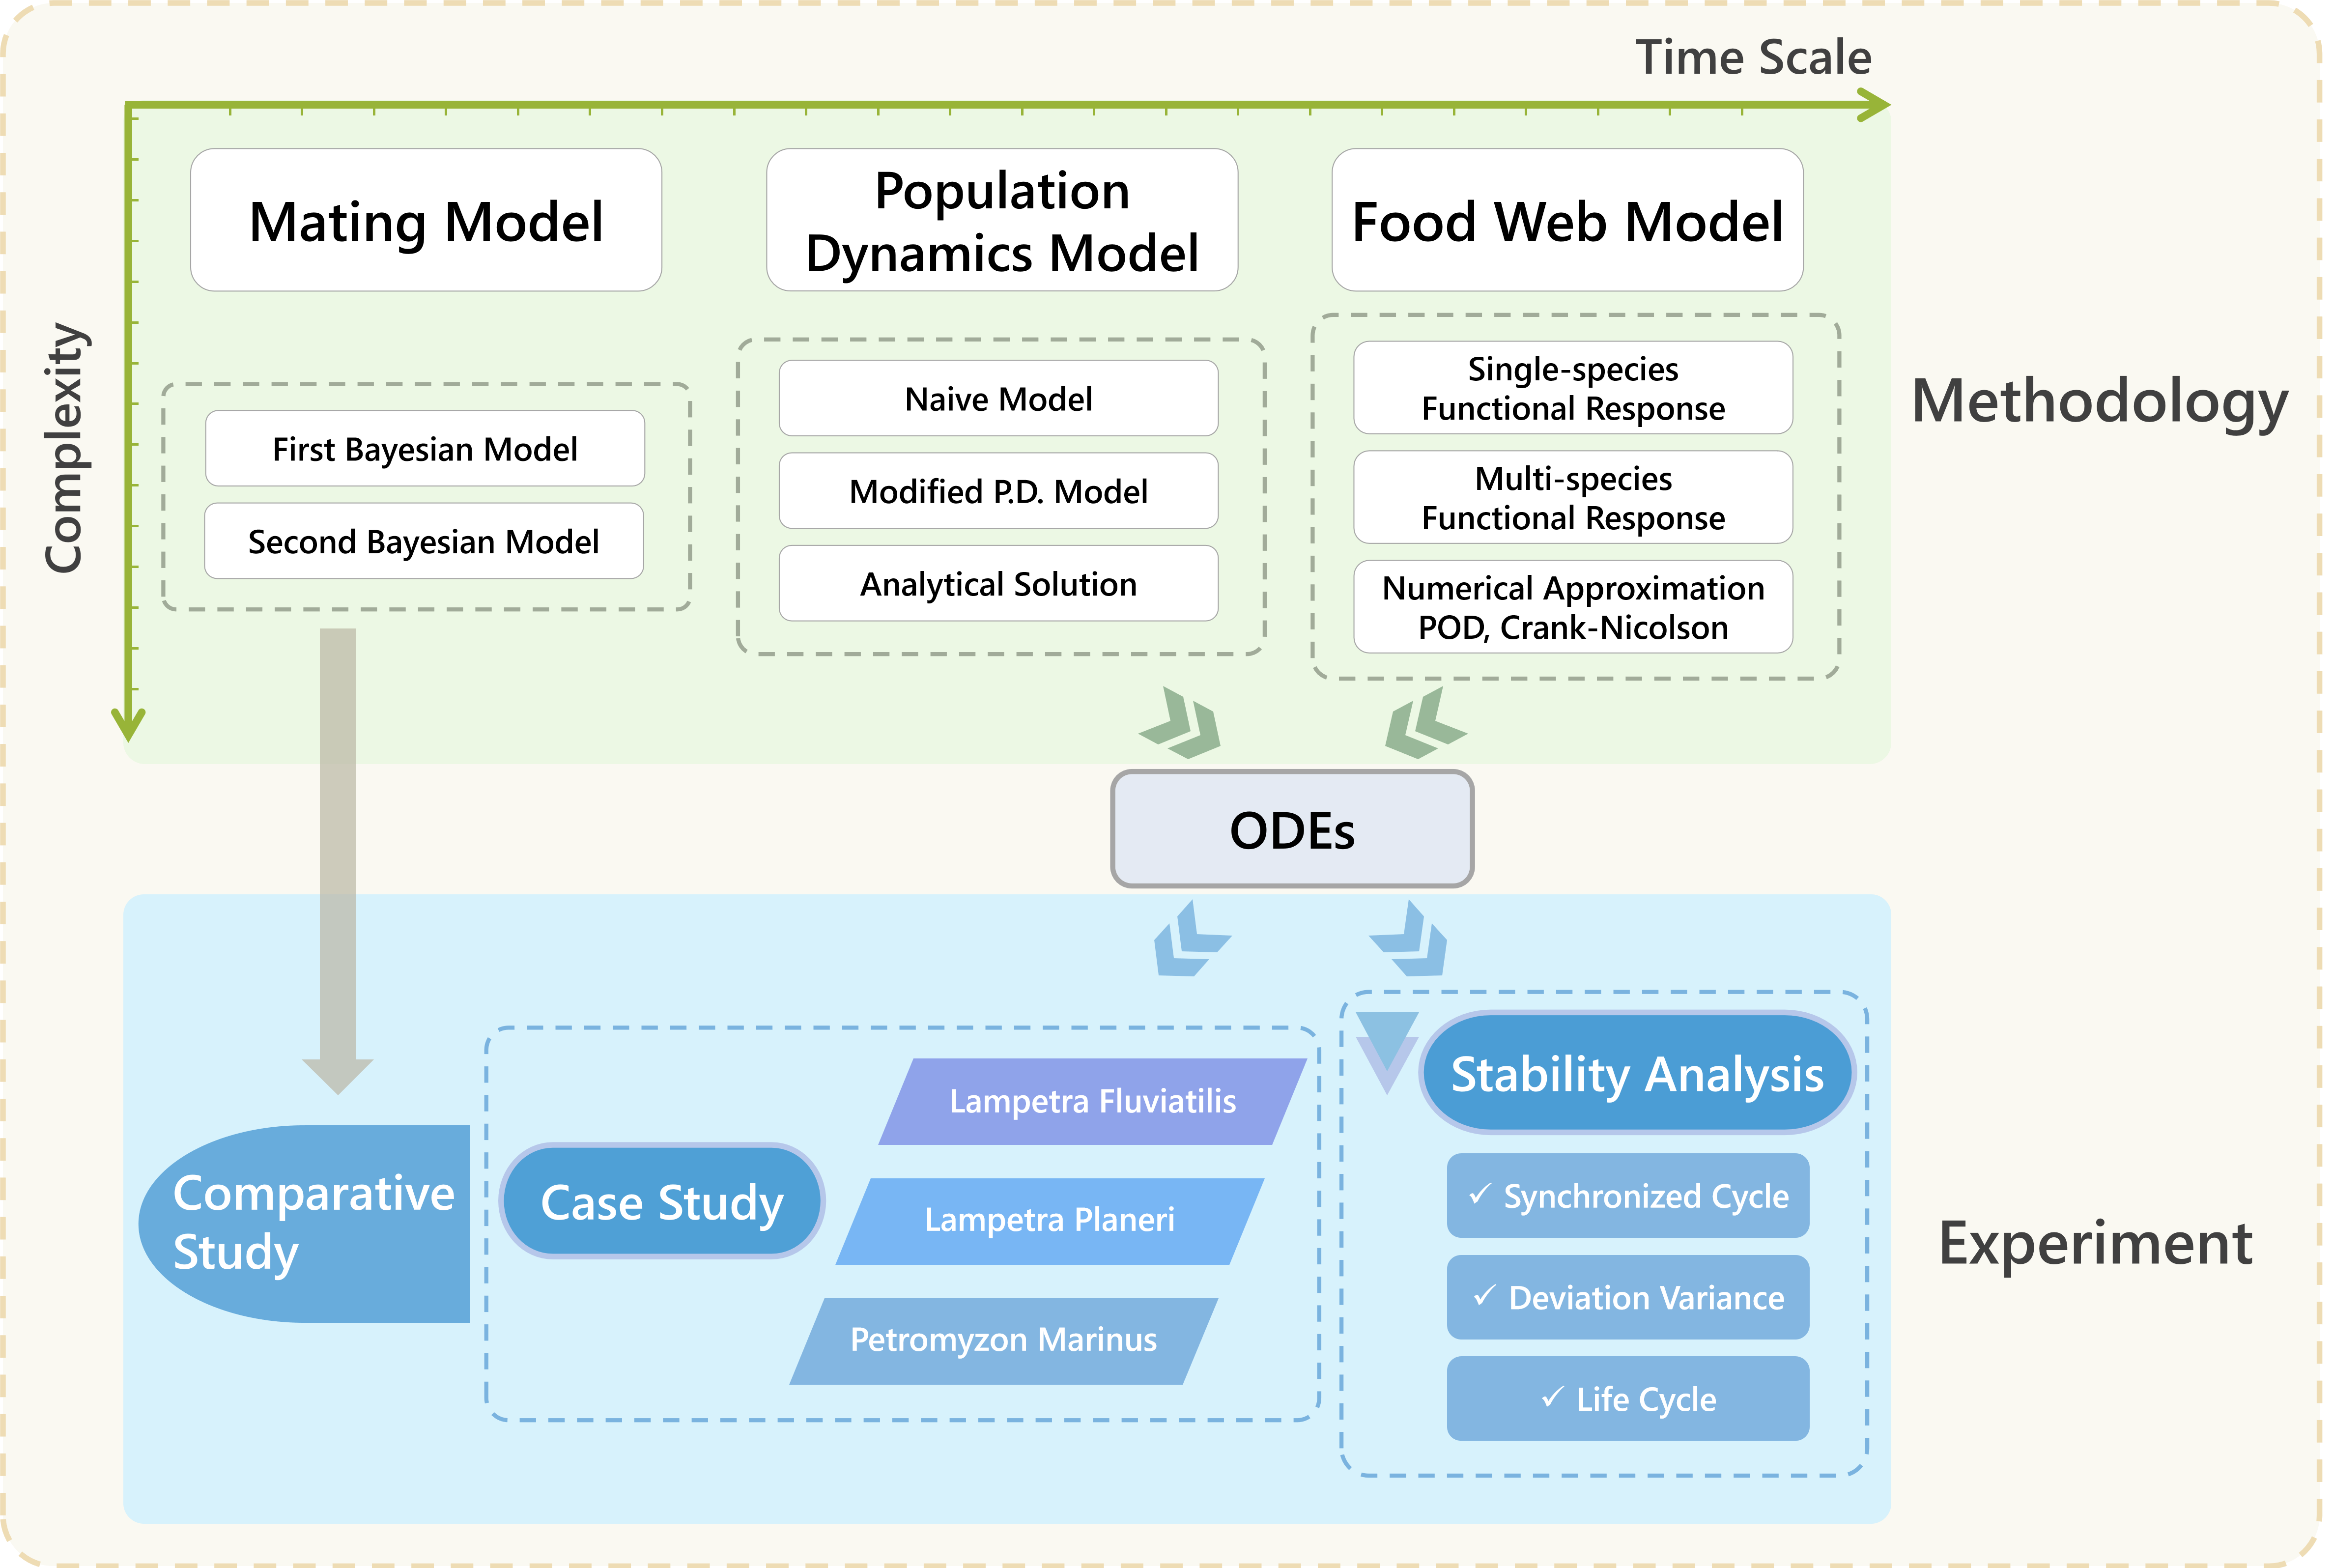 Time Scale
Complexity
Mating Model
First Bayesian Model
Second Bayesian Model
Population
Dynamics Model
Naive Model
Modified P.D. Model
Analytical Solution
Food Web Model
Single-species
Functional Response
Multi-species
Functional Response
Numerical Approximation
POD, Crank-Nicolson
Methodology
ODEs
Comparative
Study
Case Study
Lampetra Fluviatilis
Lampetra Planeri
Petromyzon Marinus
Stability Analysis
✓ Synchronized Cycle
✓ Deviation Variance
✓ Life Cycle
Experiment